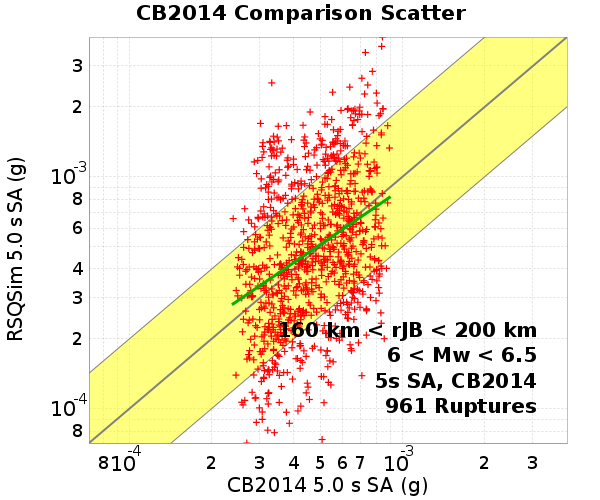 CB2014 Comparison Scatter
RSQSim 5.0 s SA (g)
3
2
10-3
8
6
4
3
2
10-4
8
160 km < rJB < 200 km
6 < Mw < 6.5
5s SA, CB2014
961 Ruptures
8 10-4 2 3 4 5 6 7 10-3 2 3
CB2014 5.0 s SA (g)